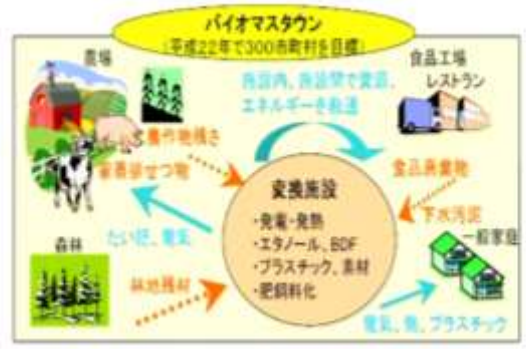 バイオマスタウン
(平成22年で300市町村を目標)
農場
食品工場
レストラン
施設内、施設間で資源、
エネルギーを融通
農作物残さ
家畜排せつ物
食品廃棄物
変換施設
・発電・発熱
・エタノール、BDF
・プラスチック、素材
・肥飼料化
下水汚泥
一般家庭
たい肥、電気
森林
林地残材
電気、熱、プラスチック